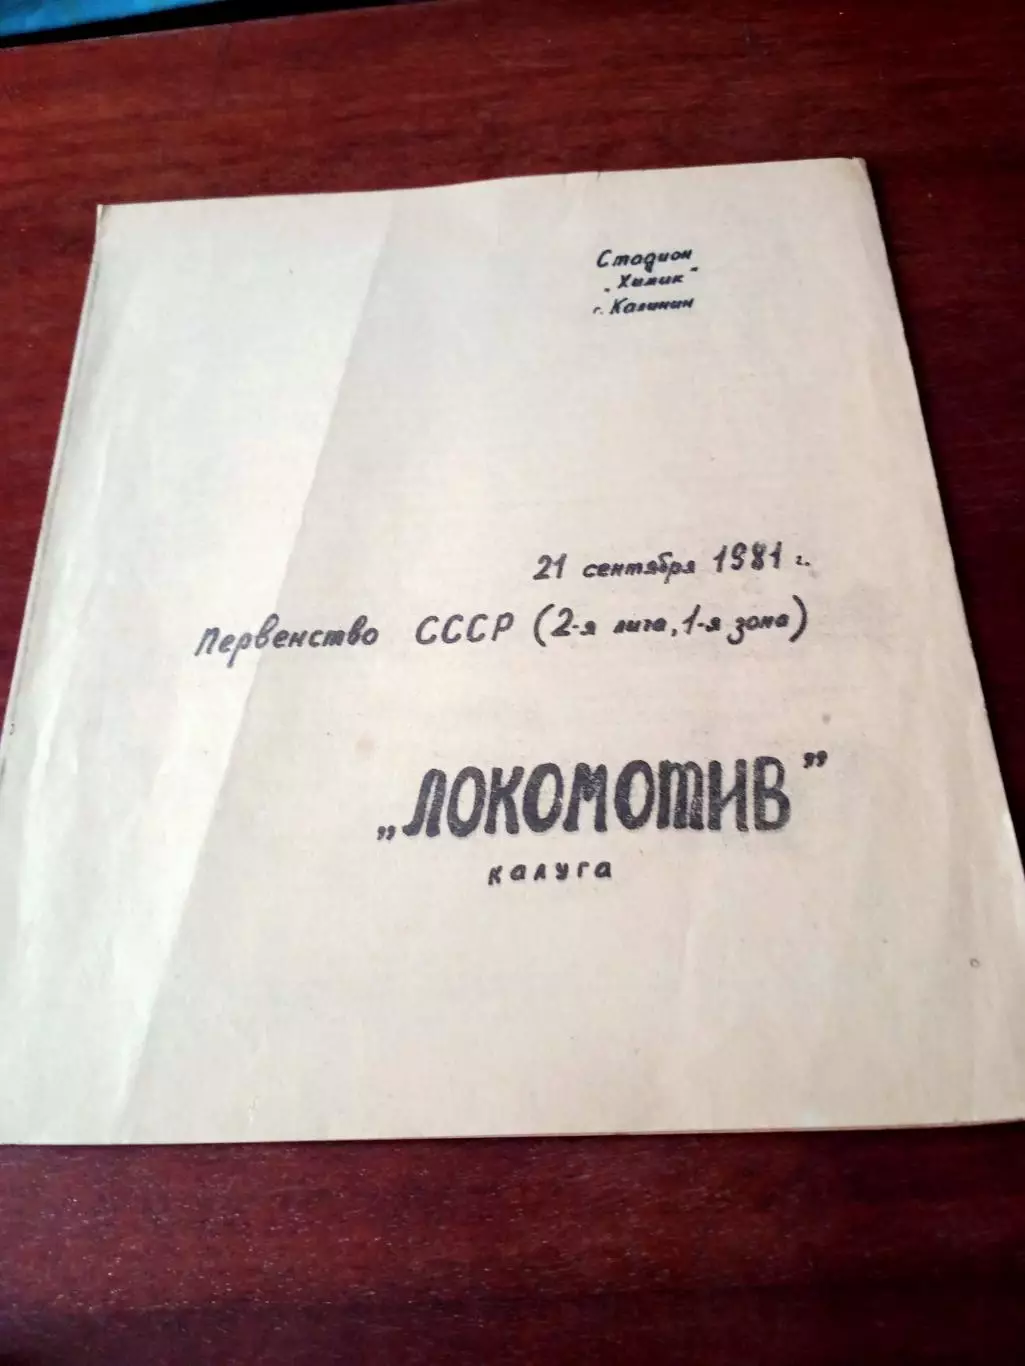 Стадион
„Химик"
г. Калинин
21 сентября 1981 г.
Первенство СССР (2-я лига, 1-я зона)
„ЛОКОМОТИВ”
калуга